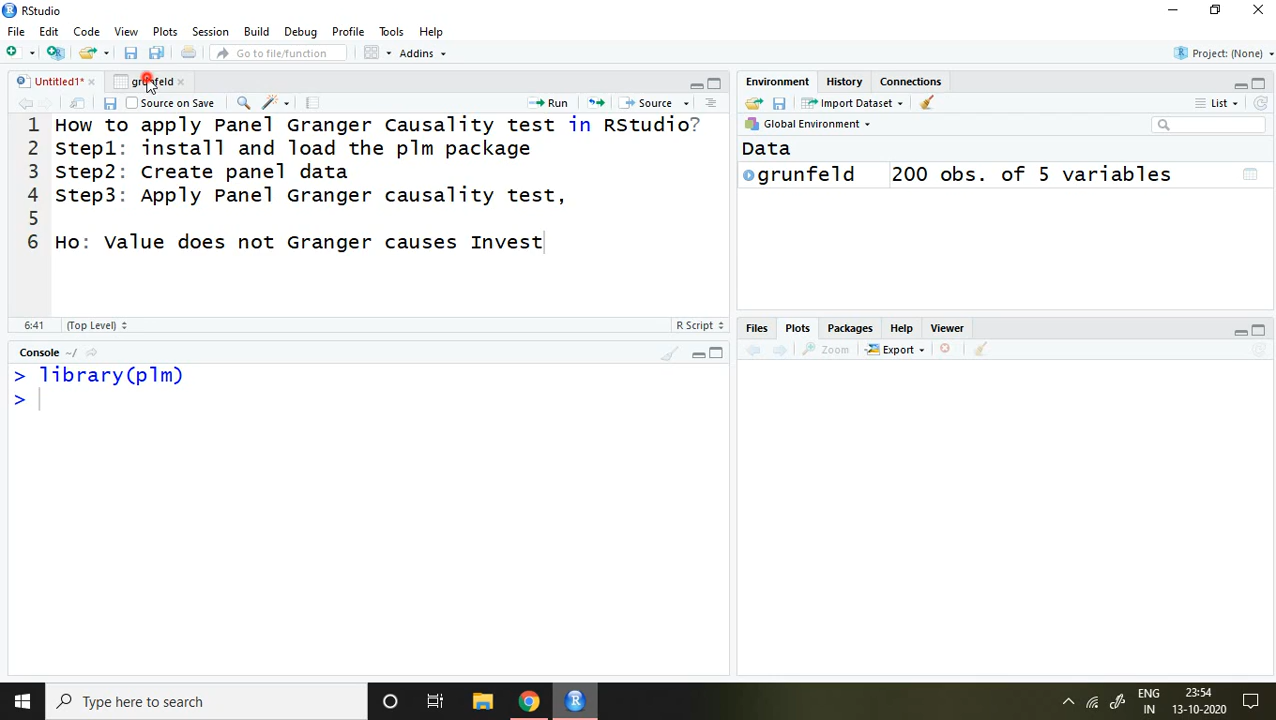 RStudio
File Edit Code View Plots Session Build Debug Profile Tools Help
Go to file/function Addins Project: (None)
Untitled1* grunfeld
Source on Save Run Source
1 How to apply Panel Granger Causality test in RStudio?
2 Step1: install and load the plm package
3 Step2: Create panel data
4 Step3: Apply Panel Granger causality test,
5
6 Ho: Value does not Granger causes Invest
6:41 (Top Level) R Script
Console ~/
> library(plm)
>
Environment History Connections
Import Dataset List
Global Environment
Data
grunfeld 200 obs. of 5 variables
Files Plots Packages Help Viewer
Zoom Export
Type here to search
ENG 23:54
IN 13-10-2020